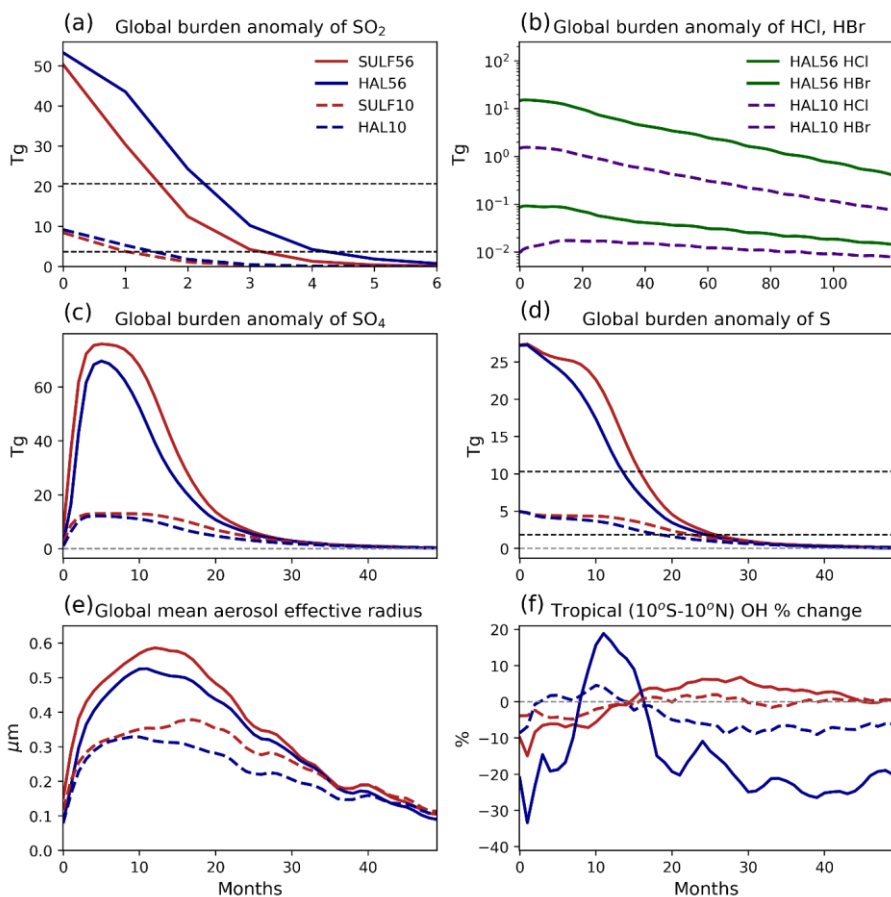 (a) Global burden anomaly of SO₂
50
40
30
20
10
0
Tg
0 1 2 3 4 5 6
SULF56
HAL56
SULF10
HAL10
(b) Global burden anomaly of HCl, HBr
10²
10¹
10⁰
10⁻¹
10⁻²
Tg
0 20 40 60 80 100
HAL56 HCl
HAL56 HBr
HAL10 HCl
HAL10 HBr
(c) Global burden anomaly of SO₄
60
40
20
0
Tg
0 10 20 30 40
(d) Global burden anomaly of S
25
20
15
10
5
0
Tg
0 10 20 30 40
(e) Global mean aerosol effective radius
0.6
0.5
0.4
0.3
0.2
0.1
0.0
μm
0 10 20 30 40
Months
(f) Tropical (10°S-10°N) OH % change
20
10
0
−10
−20
−30
−40
%
0 10 20 30 40
Months